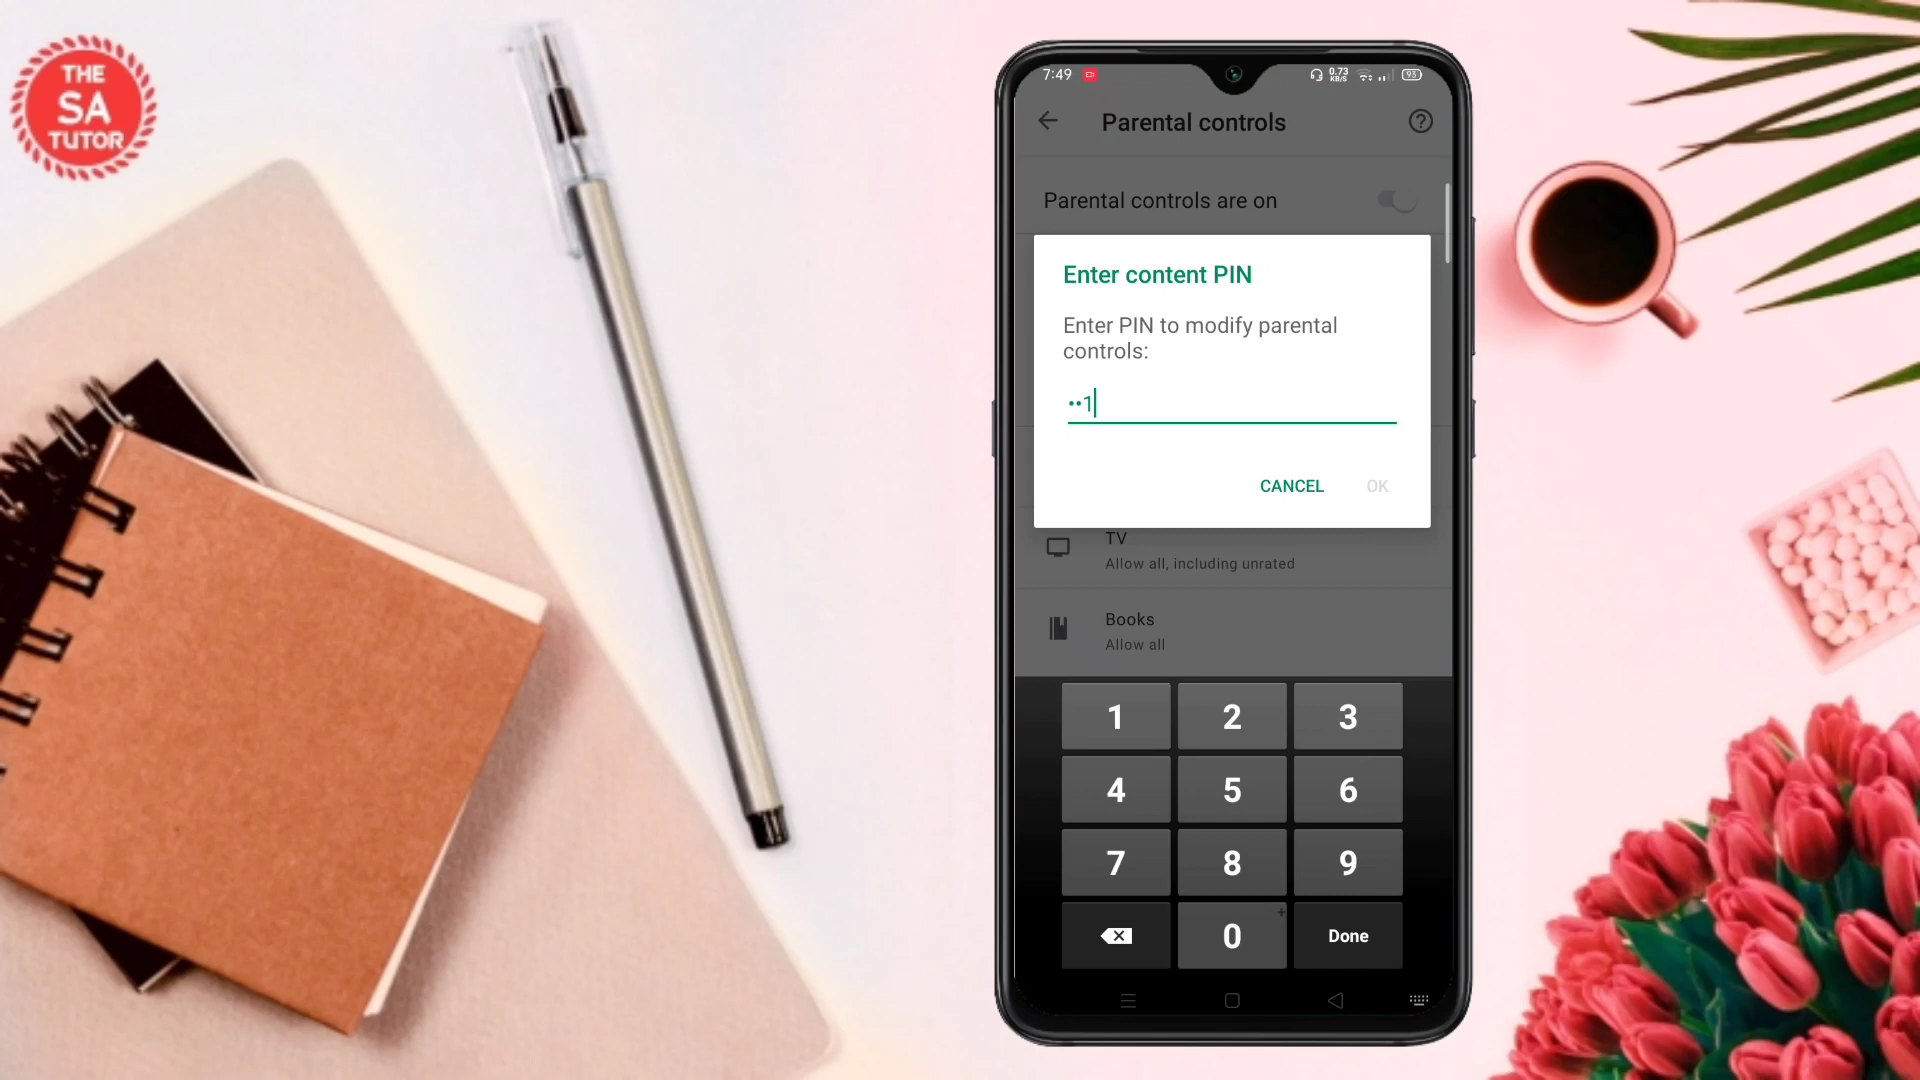 THE
SA
TUTOR
7:49
0.73
KB/S
93
Parental controls
Parental controls are on
Enter content PIN
Enter PIN to modify parental
controls:
••1
CANCEL OK
TV
Allow all, including unrated
Books
Allow all
1 2 3
4 5 6
7 8 9
0 + Done